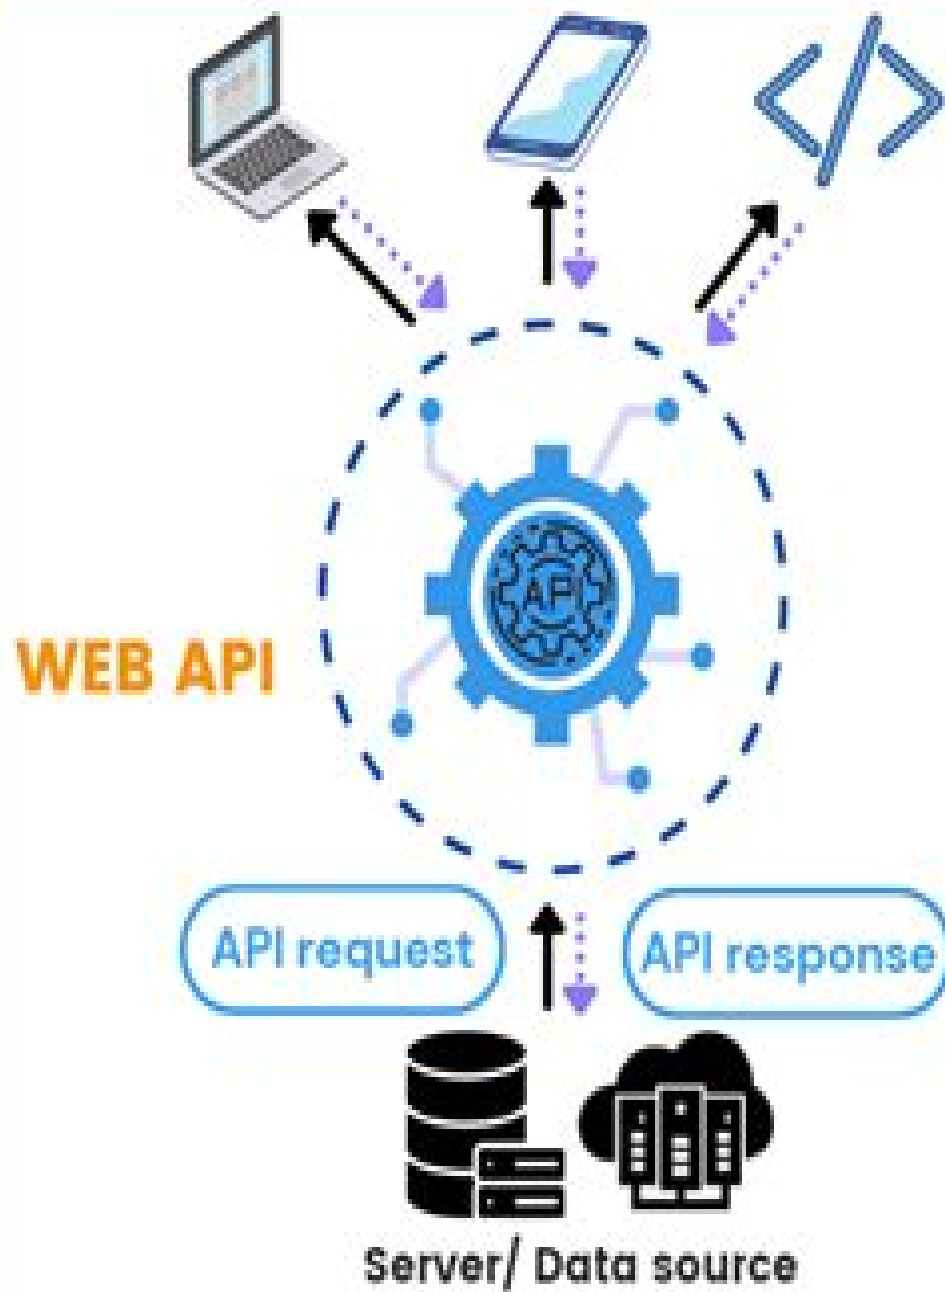 API
WEB API
API request
API response
Server/ Data source